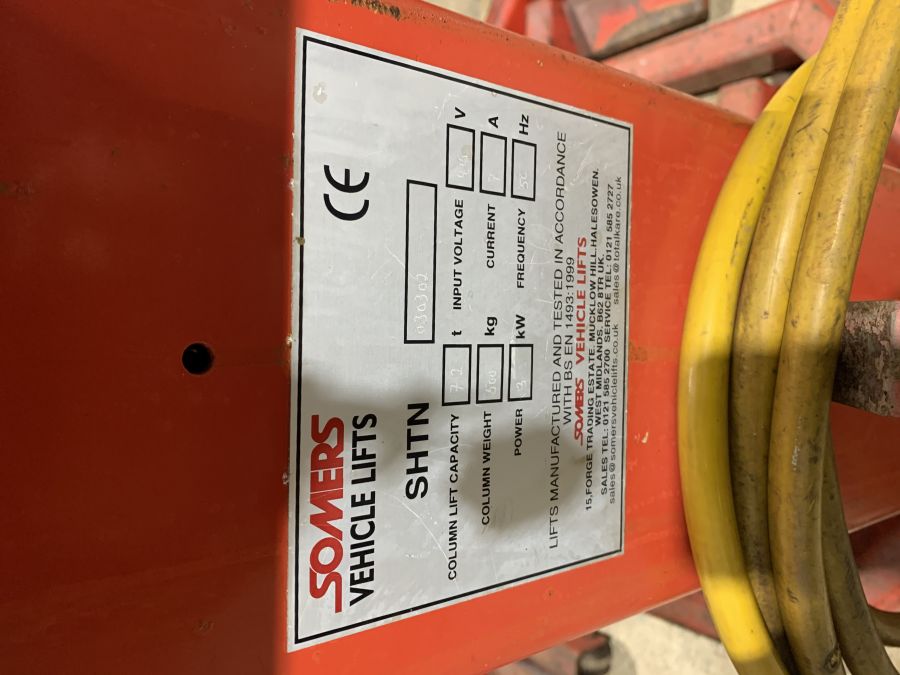 SOMERS
VEHICLE LIFTS
CE
SHTN 030302
COLUMN LIFT CAPACITY t INPUT VOLTAGE V
COLUMN WEIGHT 500 kg CURRENT 7 A
POWER 3 kW FREQUENCY 50 Hz
LIFTS MANUFACTURED AND TESTED IN ACCORDANCE
WITH BS EN 1493:1999
SOMERS VEHICLE LIFTS
15,FORGE TRADING ESTATE, MUCKLOW HILL, HALESOWEN.
WEST MIDLANDS. B62 8TR UK.
SALES TEL: 0121 585 2700 SERVICE TEL: 0121 585 2727
sales@somersvehiclelifts.co.uk sales@totalkare.co.uk